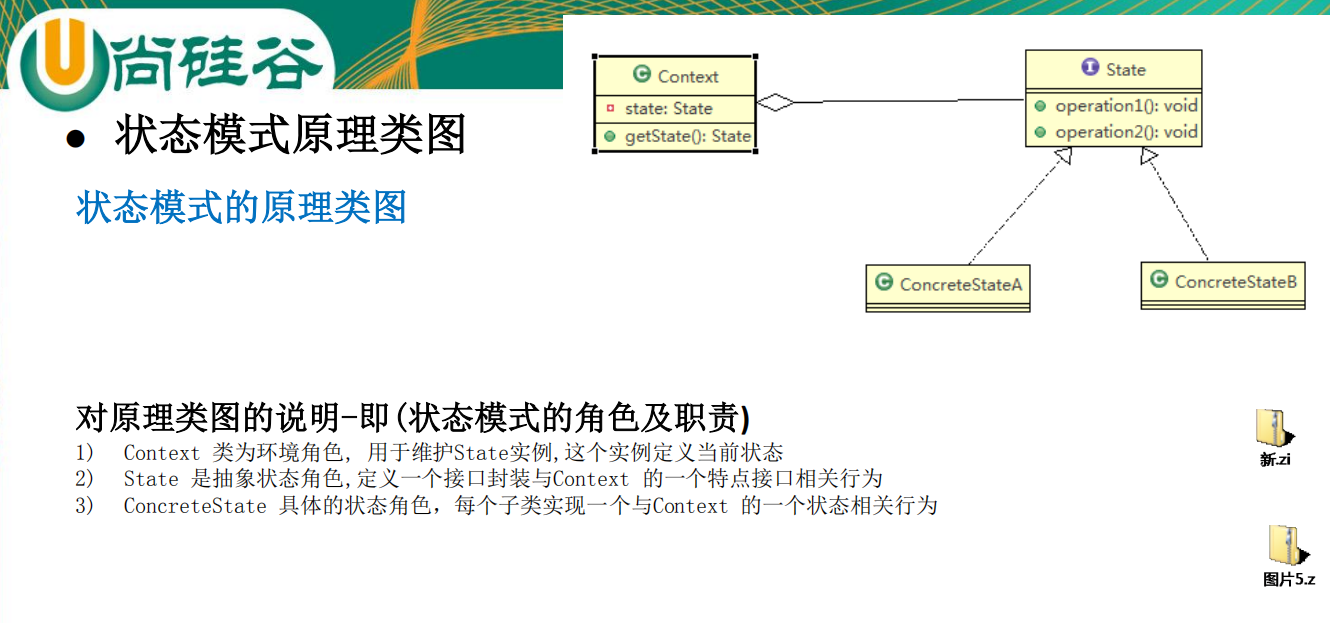 尚硅谷
● 状态模式原理类图
状态模式的原理类图
C Context
state: State
getState(): State
I State
operation1(): void
operation2(): void
C ConcreteStateA
C ConcreteStateB
对原理类图的说明-即(状态模式的角色及职责)
1) Context 类为环境角色, 用于维护State实例,这个实例定义当前状态
2) State 是抽象状态角色,定义一个接口封装与Context 的一个特点接口相关行为
3) ConcreteState 具体的状态角色，每个子类实现一个与Context 的一个状态相关行为
新.zi
图片5.z